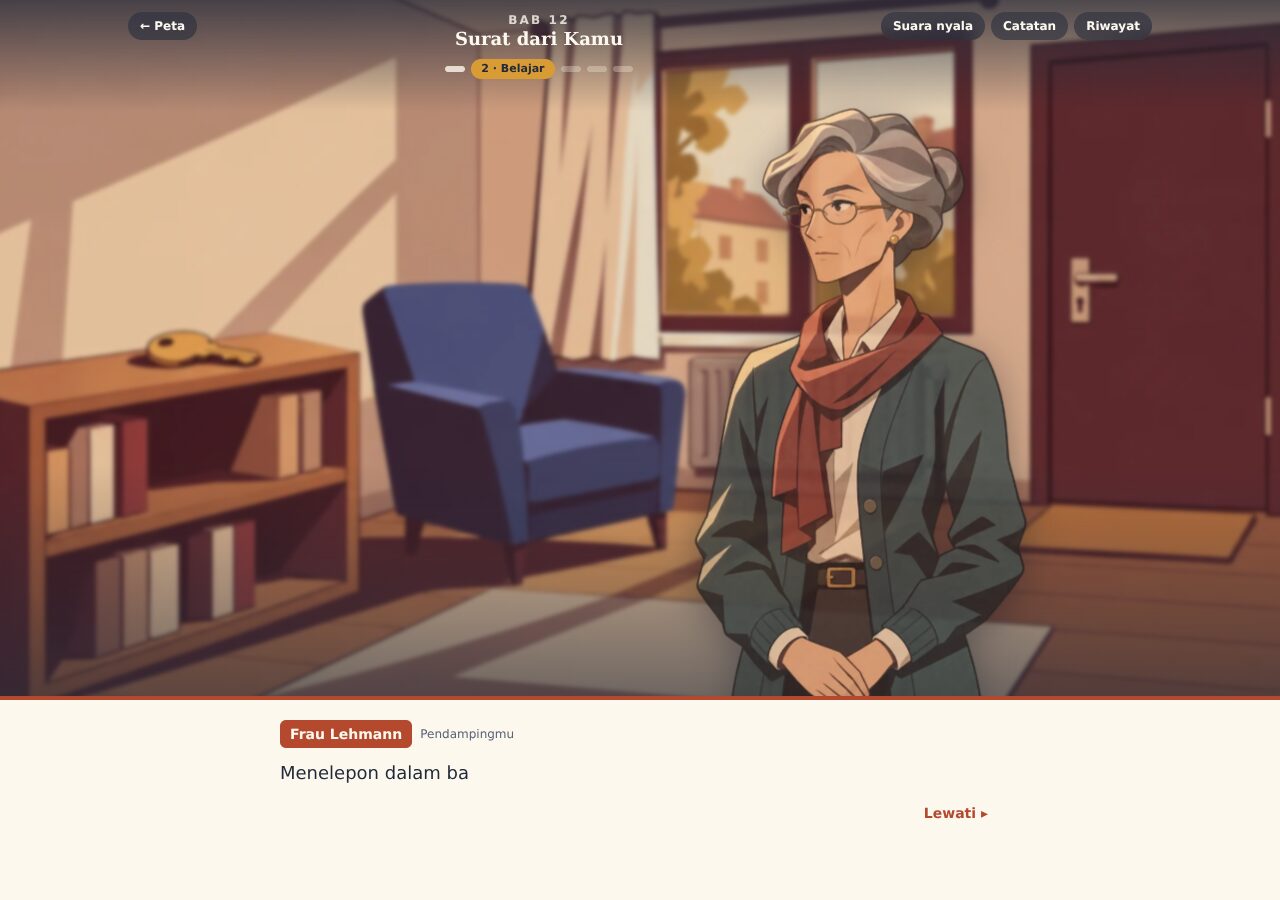 ← Peta
BAB 12
Surat dari Kamu
2 · Belajar
Suara nyala
Catatan
Riwayat
Frau Lehmann
Pendampingmu
Menelepon dalam ba
Lewati ▸